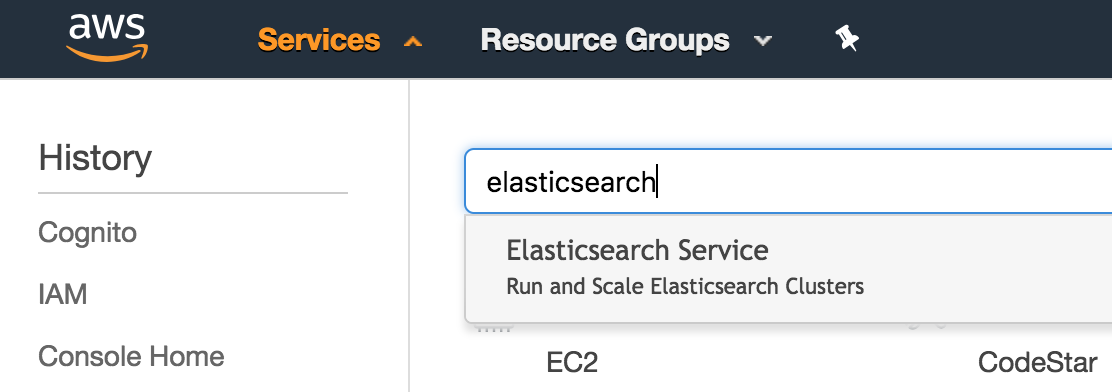 aws
Services
Resource Groups
History
Cognito
IAM
Console Home
elasticsearch
Elasticsearch Service
Run and Scale Elasticsearch Clusters
EC2
CodeStar